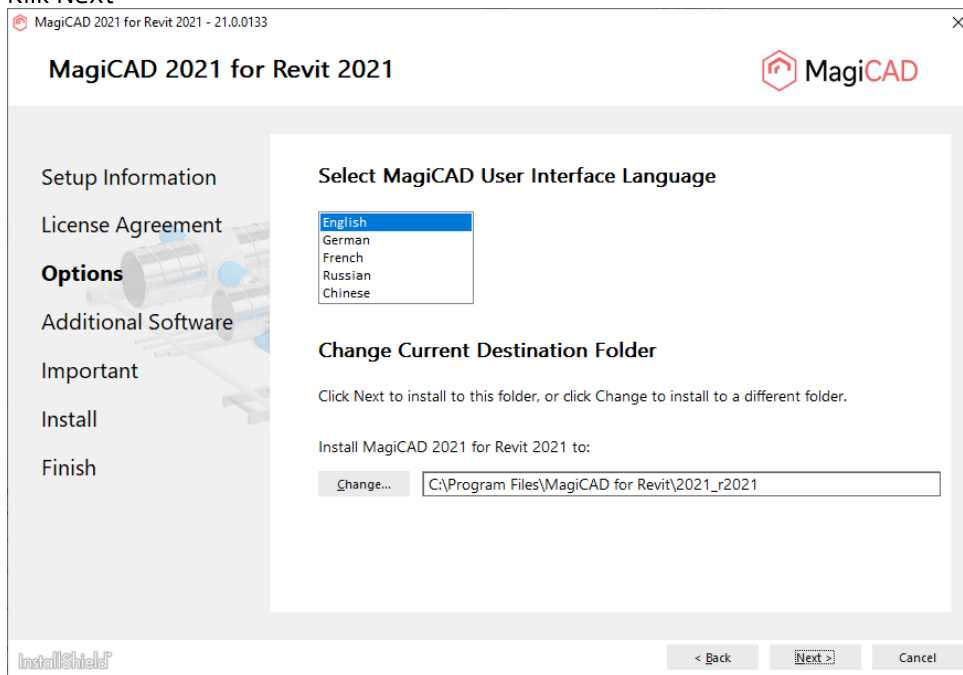 Klik Next
MagiCAD 2021 for Revit 2021 - 21.0.0133
MagiCAD 2021 for Revit 2021
MagiCAD
Setup Information
License Agreement
Options
Additional Software
Important
Install
Finish
Select MagiCAD User Interface Language
English
German
French
Russian
Chinese
Change Current Destination Folder
Click Next to install to this folder, or click Change to install to a different folder.
Install MagiCAD 2021 for Revit 2021 to:
Change... C:\Program Files\MagiCAD for Revit\2021_r2021
InstallShield
< Back Next > Cancel